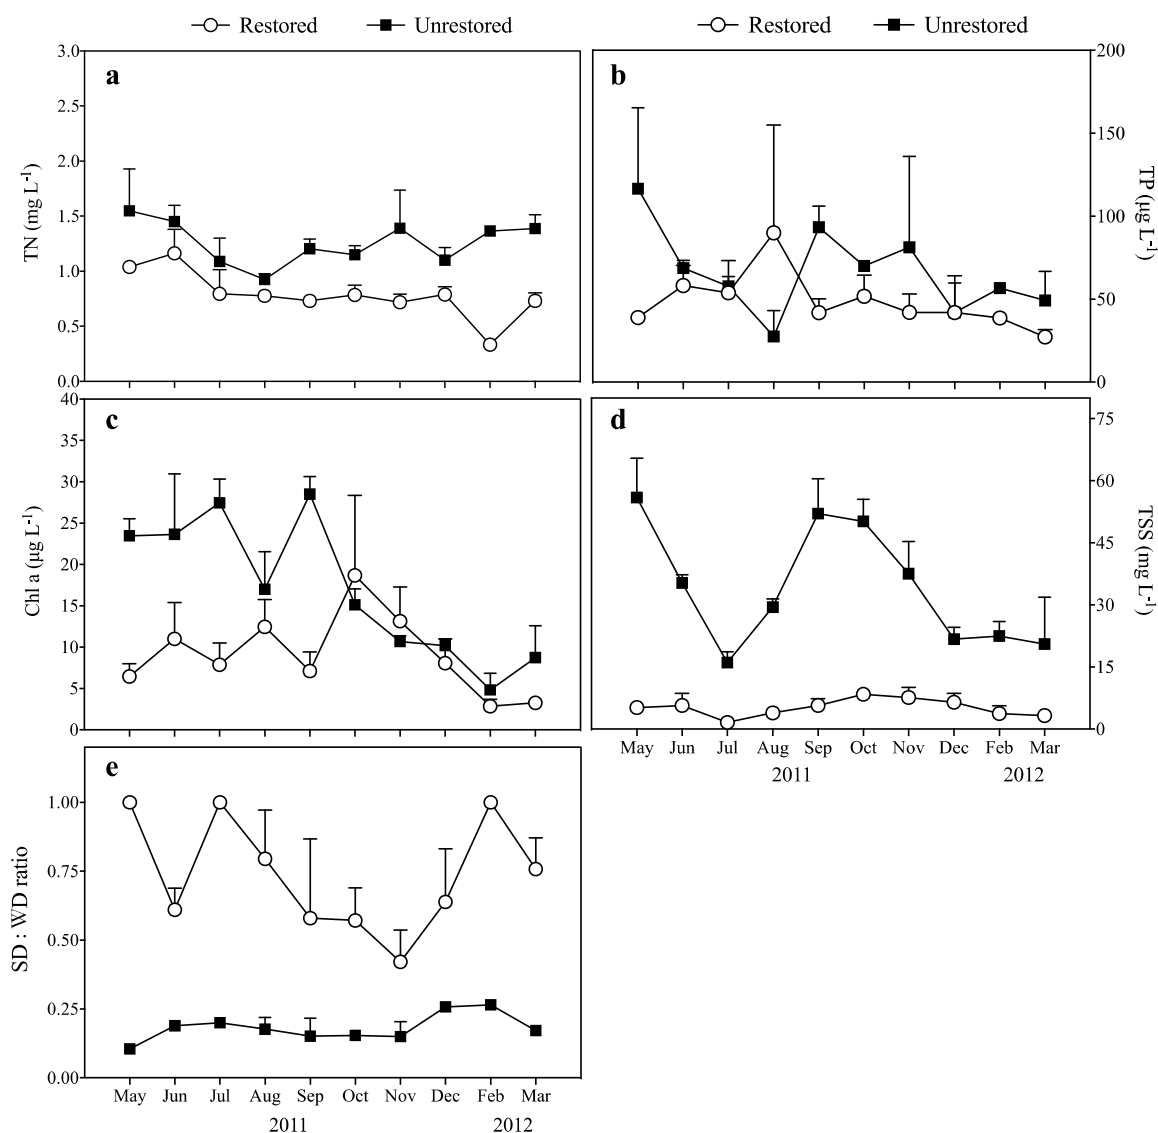 Restored Unrestored Restored Unrestored
a
3.0
2.5
2.0
1.5
1.0
0.5
0.0
TN (mg L-1)
b
200
150
100
50
0
TP (µg L-1)
c
40
35
30
25
20
15
10
5
0
Chl a (µg L-1)
d
75
60
45
30
15
0
TSS (mg L-1)
May Jun Jul Aug Sep Oct Nov Dec Feb Mar
2011 2012
e
1.00
0.75
0.50
0.25
0.00
SD : WD ratio
May Jun Jul Aug Sep Oct Nov Dec Feb Mar
2011 2012